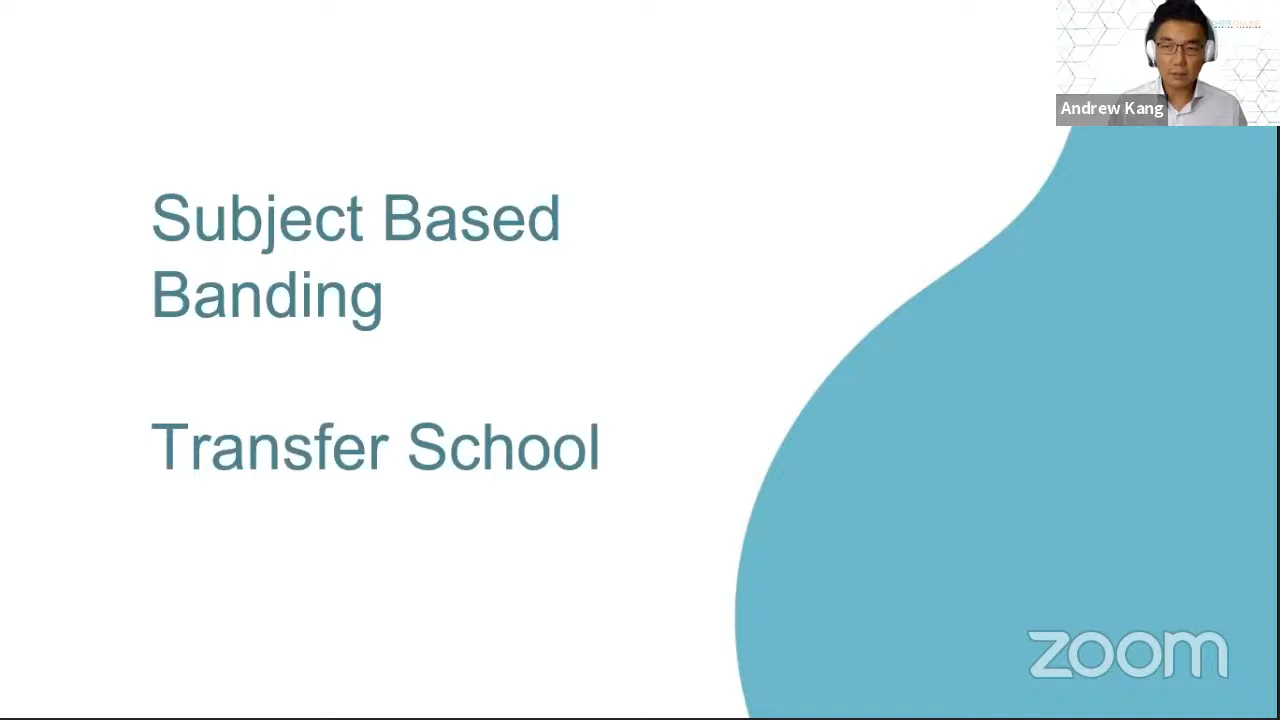 Andrew Kang
Subject Based
Banding
Transfer School
zoom